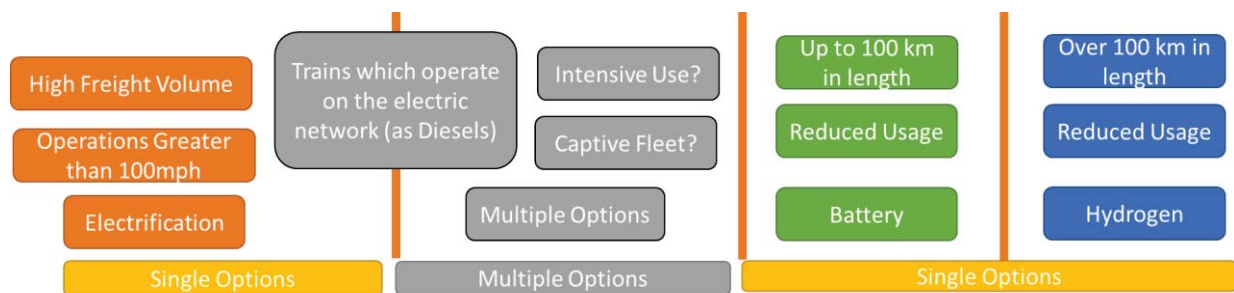 High Freight Volume
Operations Greater
than 100mph
Electrification
Trains which operate
on the electric
network (as Diesels)
Intensive Use?
Captive Fleet?
Multiple Options
Up to 100 km
in length
Reduced Usage
Battery
Over 100 km in
length
Reduced Usage
Hydrogen
Single Options
Multiple Options
Single Options